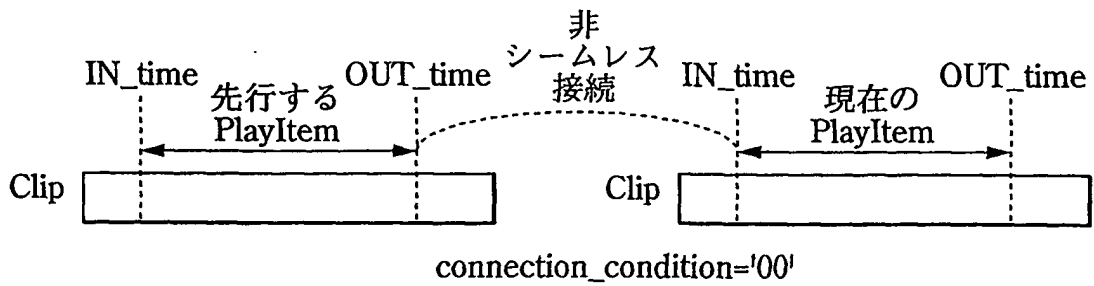 非
シームレス
接続
IN_time
OUT_time
IN_time
OUT_time
先行する
PlayItem
現在の
PlayItem
Clip
Clip
connection_condition='00'